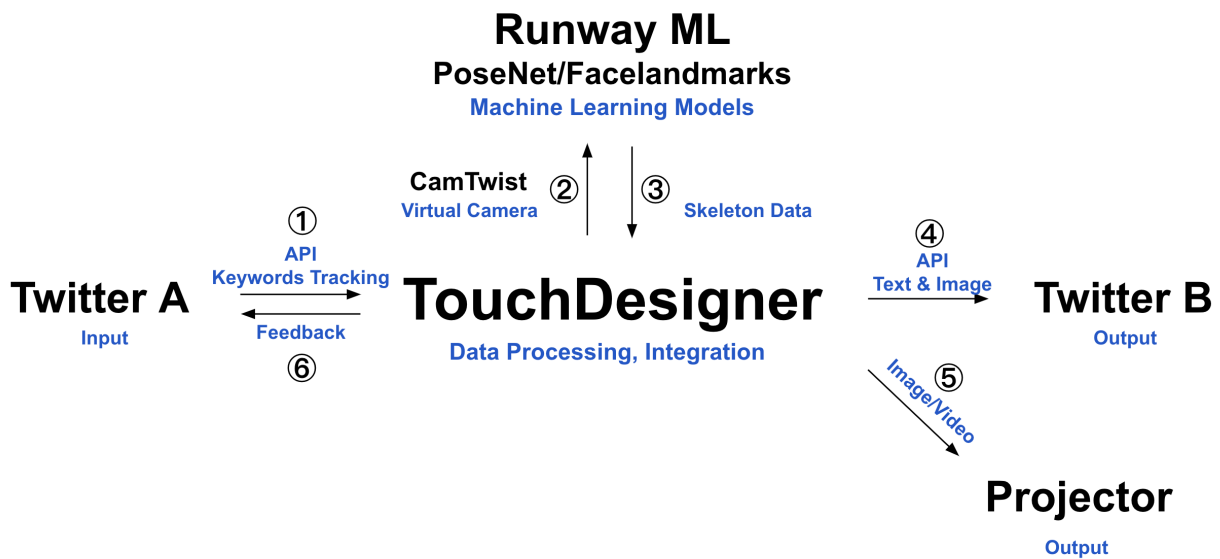 Runway ML
PoseNet/Facelandmarks
Machine Learning Models
CamTwist
Virtual Camera
②
③
Skeleton Data
①
API
Keywords Tracking
④
API
Text & Image
Twitter A
Input
Feedback
⑥
TouchDesigner
Data Processing, Integration
Twitter B
Output
⑤
Image/Video
Projector
Output